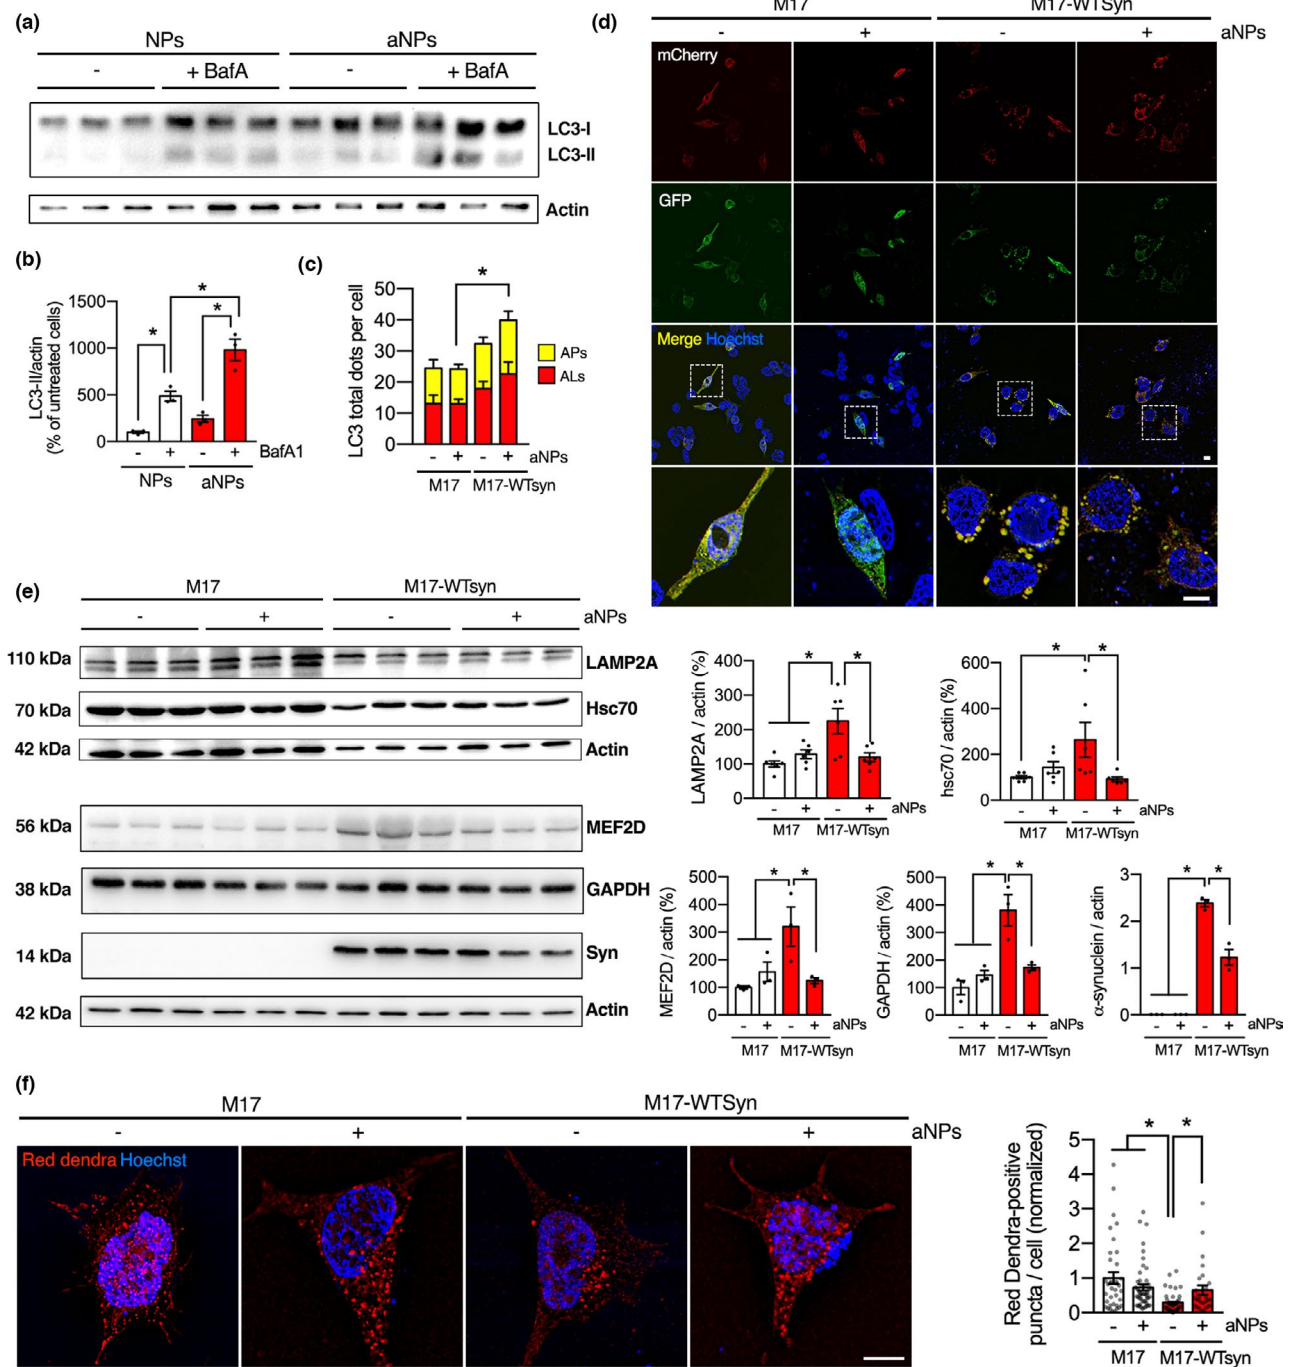 (a)
NPs aNPs
- + BafA - + BafA
LC3-I
LC3-II
Actin
(b)
LC3-II/actin
(% of untreated cells)
1500
1000
500
0
- + - + BafA1
NPs aNPs
(c)
LC3 total dots per cell
50
40
30
20
10
0
*
APs
ALs
- + - + aNPs
M17 M17-WTsyn
* * *
(d)
M17 M17-WTSyn
- + - + aNPs
mCherry
GFP
Merge Hoechst
(e)
M17 M17-WTsyn
- + - + aNPs
110 kDa LAMP2A
70 kDa Hsc70
42 kDa Actin
56 kDa MEF2D
38 kDa GAPDH
14 kDa Syn
42 kDa Actin
LAMP2A / actin (%)
400
300
200
100
0
* *
- + - + aNPs
M17 M17-WTsyn
hsc70 / actin (%)
600
400
200
0
* *
- + - + aNPs
M17 M17-WTsyn
MEF2D / actin (%)
500
400
300
200
100
0
* *
- + - + aNPs
M17 M17-WTsyn
GAPDH / actin (%)
500
400
300
200
100
0
* *
- + - + aNPs
M17 M17-WTsyn
α-synuclein / actin
3
2
1
0
* *
- + - + aNPs
M17 M17-WTsyn
(f)
M17 M17-WTSyn
- + - + aNPs
Red dendra Hoechst
Red Dendra-positive
puncta / cell (normalized)
5
4
3
2
1
0
* *
- + - + aNPs
M17 M17-WTsyn